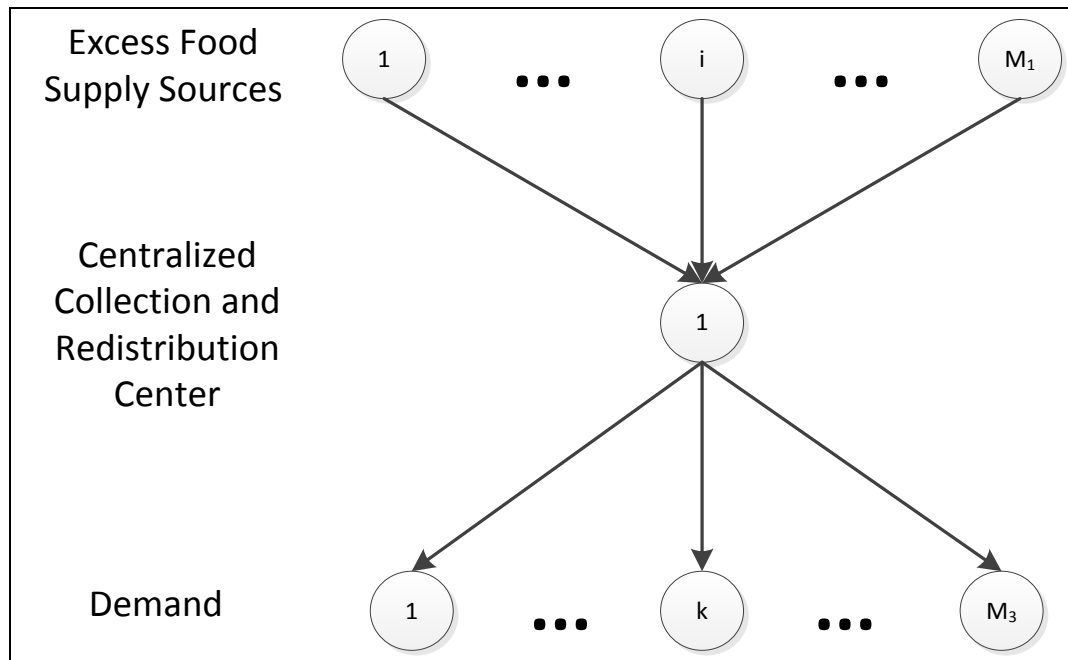 Excess Food
Supply Sources
1 ... i ... M₁
Centralized
Collection and
Redistribution
Center
1
Demand
1 ... k ... M₃